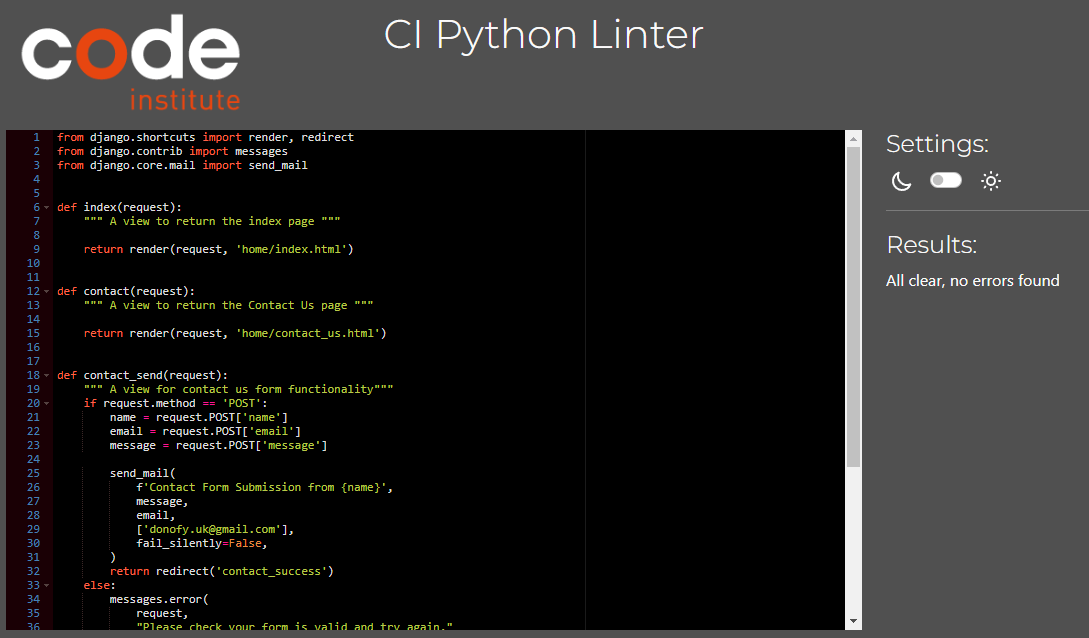 code
institute
CI Python Linter
1 from django.shortcuts import render, redirect
2 from django.contrib import messages
3 from django.core.mail import send_mail
4
5
6 def index(request):
7     """ A view to return the index page """
8
9     return render(request, 'home/index.html')
10
11
12 def contact(request):
13     """ A view to return the Contact Us page """
14
15     return render(request, 'home/contact_us.html')
16
17
18 def contact_send(request):
19     """ A view for contact us form functionality"""
20     if request.method == 'POST':
21         name = request.POST['name']
22         email = request.POST['email']
23         message = request.POST['message']
24
25         send_mail(
26             f'Contact Form Submission from {name}',
27             message,
28             email,
29             ['donofy.uk@gmail.com'],
30             fail_silently=False,
31         )
32         return redirect('contact_success')
33     else:
34         messages.error(
35             request,
36             "Please check your form is valid and try again."
Settings:
Results:
All clear, no errors found